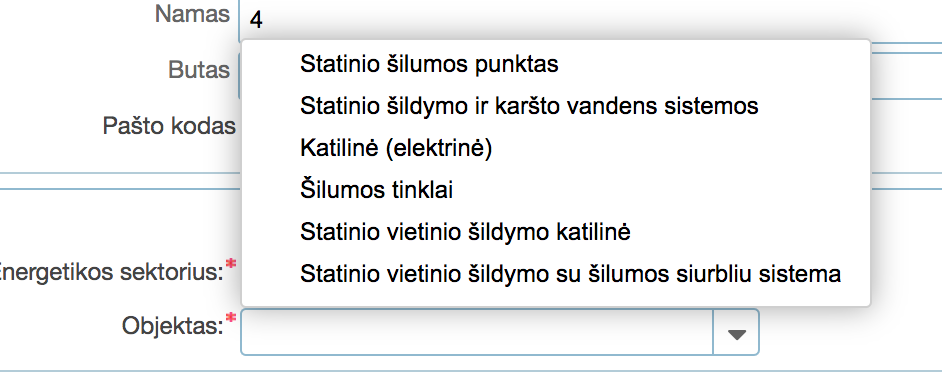 Namas 4
Butas
Pašto kodas
Statinio šilumos punktas
Statinio šildymo ir karšto vandens sistemos
Katilinė (elektrinė)
Šilumos tinklai
Statinio vietinio šildymo katilinė
Statinio vietinio šildymo su šilumos siurbliu sistema
nergetikos sektorius:*
Objektas:*